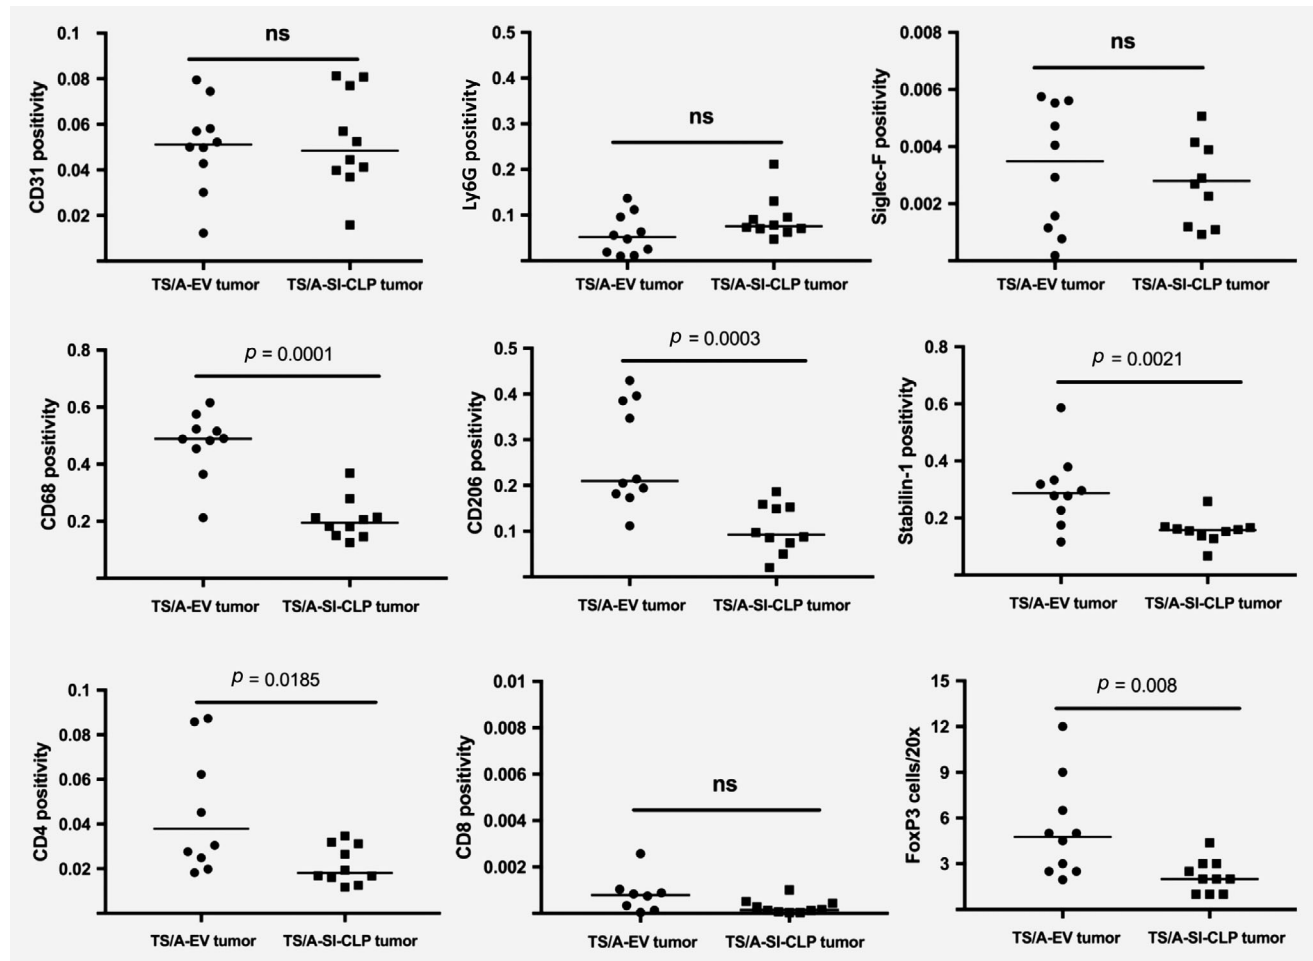 ns
CD31 positivity
0.1
0.08
0.06
0.04
0.02
TS/A-EV tumor
TS/A-SI-CLP tumor
ns
Ly6G positivity
0.5
0.4
0.3
0.2
0.1
TS/A-EV tumor
TS/A-SI-CLP tumor
ns
Siglec-F positivity
0.008
0.006
0.004
0.002
TS/A-EV tumor
TS/A-SI-CLP tumor
p = 0.0001
CD68 positivity
0.8
0.6
0.4
0.2
TS/A-EV tumor
TS/A-SI-CLP tumor
p = 0.0003
CD206 positivity
0.5
0.4
0.3
0.2
0.1
TS/A-EV tumor
TS/A-SI-CLP tumor
p = 0.0021
Stabilin-1 positivity
0.8
0.6
0.4
0.2
TS/A-EV tumor
TS/A-SI-CLP tumor
p = 0.0185
CD4 positivity
0.1
0.08
0.06
0.04
0.02
TS/A-EV tumor
TS/A-SI-CLP tumor
ns
CD8 positivity
0.01
0.008
0.006
0.004
0.002
TS/A-EV tumor
TS/A-SI-CLP tumor
p = 0.008
FoxP3 cells/20x
15
12
9
6
3
TS/A-EV tumor
TS/A-SI-CLP tumor